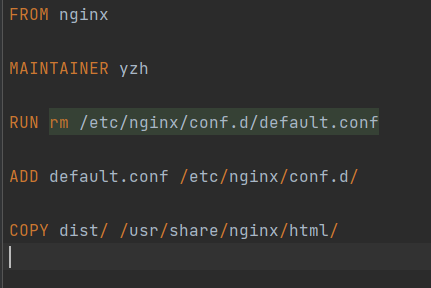 FROM nginx
MAINTAINER yzh
RUN rm /etc/nginx/conf.d/default.conf
ADD default.conf /etc/nginx/conf.d/
COPY dist/ /usr/share/nginx/html/